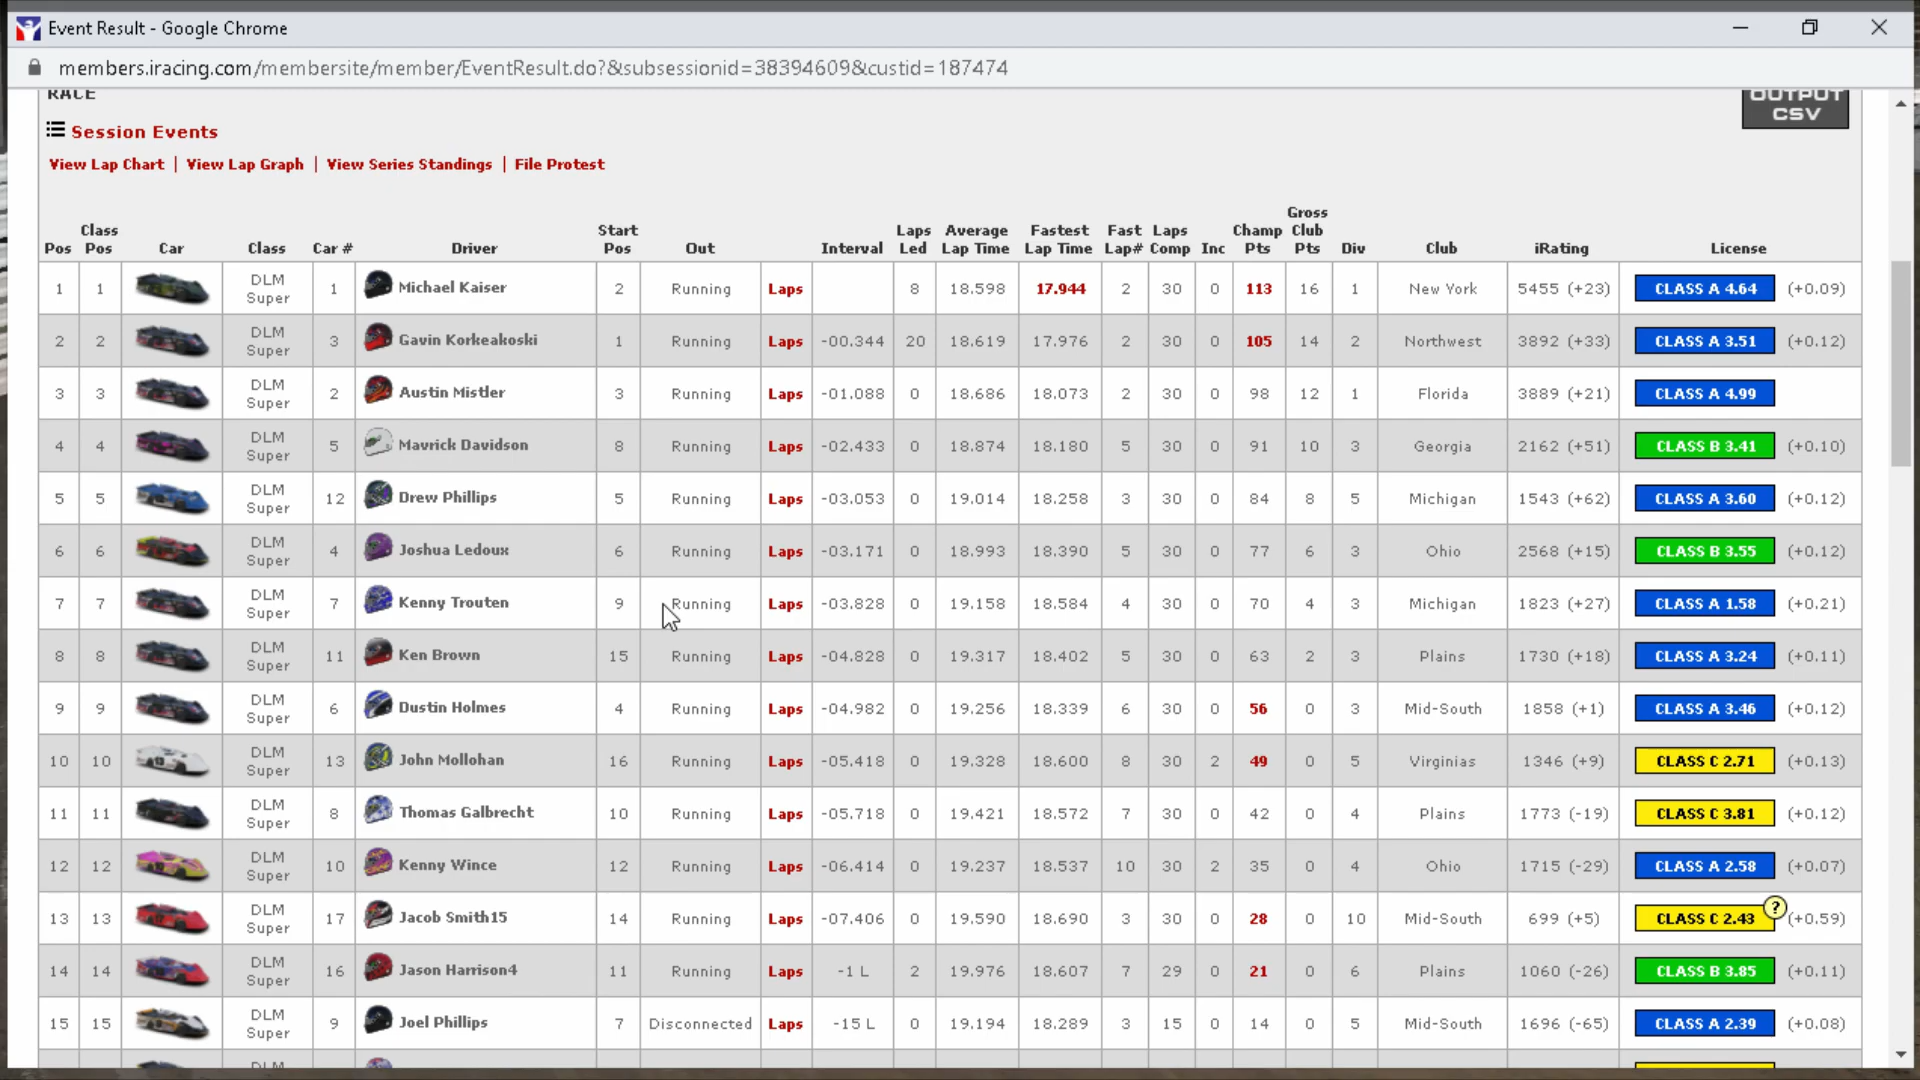 Event Result - Google Chrome
members.iracing.com/membersite/member/EventResult.do?&subsessionid=38394609&custid=187474
RACE
OUTPUT CSV
Session Events
View Lap Chart | View Lap Graph | View Series Standings | File Protest
Pos Class Pos Car Class Car # Driver Start Pos Out Interval Laps Led Average Lap Time Fastest Lap Time Fast Lap# Laps Comp Inc Champ Pts Gross Club Pts Div Club iRating License
1 1 DLM Super 1 Michael Kaiser 2 Running Laps 8 18.598 17.944 2 30 0 113 16 1 New York 5455 (+23) CLASS A 4.64 (+0.09)
2 2 DLM Super 3 Gavin Korkeakoski 1 Running Laps -00.344 20 18.619 17.976 2 30 0 105 14 2 Northwest 3892 (+33) CLASS A 3.51 (+0.12)
3 3 DLM Super 2 Austin Mistler 3 Running Laps -01.088 0 18.686 18.073 2 30 0 98 12 1 Florida 3889 (+21) CLASS A 4.99
4 4 DLM Super 5 Mavrick Davidson 8 Running Laps -02.433 0 18.874 18.180 5 30 0 91 10 3 Georgia 2162 (+51) CLASS B 3.41 (+0.10)
5 5 DLM Super 12 Drew Phillips 5 Running Laps -03.053 0 19.014 18.258 3 30 0 84 8 5 Michigan 1543 (+62) CLASS A 3.60 (+0.12)
6 6 DLM Super 4 Joshua Ledoux 6 Running Laps -03.171 0 18.993 18.390 5 30 0 77 6 3 Ohio 2568 (+15) CLASS B 3.55 (+0.12)
7 7 DLM Super 7 Kenny Trouten 9 Running Laps -03.828 0 19.158 18.584 4 30 0 70 4 3 Michigan 1823 (+27) CLASS A 1.58 (+0.21)
8 8 DLM Super 11 Ken Brown 15 Running Laps -04.828 0 19.317 18.402 5 30 0 63 2 3 Plains 1730 (+18) CLASS A 3.24 (+0.11)
9 9 DLM Super 6 Dustin Holmes 4 Running Laps -04.982 0 19.256 18.339 6 30 0 56 0 3 Mid-South 1858 (+1) CLASS A 3.46 (+0.12)
10 10 DLM Super 13 John Mollohan 16 Running Laps -05.418 0 19.328 18.600 8 30 2 49 0 5 Virginias 1346 (+9) CLASS C 2.71 (+0.13)
11 11 DLM Super 8 Thomas Galbrecht 10 Running Laps -05.718 0 19.421 18.572 7 30 0 42 0 4 Plains 1773 (-19) CLASS C 3.81 (+0.12)
12 12 DLM Super 10 Kenny Wince 12 Running Laps -06.414 0 19.237 18.537 10 30 2 35 0 4 Ohio 1715 (-29) CLASS A 2.58 (+0.07)
13 13 DLM Super 17 Jacob Smith15 14 Running Laps -07.406 0 19.590 18.690 3 30 0 28 0 10 Mid-South 699 (+5) CLASS C 2.43 ? (+0.59)
14 14 DLM Super 16 Jason Harrison4 11 Running Laps -1 L 2 19.976 18.607 7 29 0 21 0 6 Plains 1060 (-26) CLASS B 3.85 (+0.11)
15 15 DLM Super 9 Joel Phillips 7 Disconnected Laps -15 L 0 19.194 18.289 3 15 0 14 0 5 Mid-South 1696 (-65) CLASS A 2.39 (+0.08)
DLM